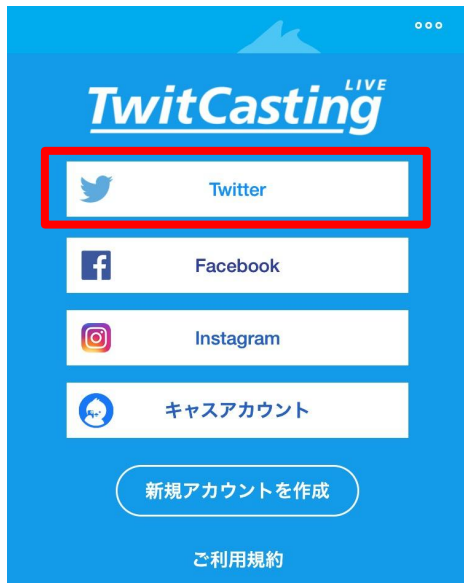 TwitCasting LIVE
Twitter
Facebook
Instagram
キャスアカウント
新規アカウントを作成
ご利用規約